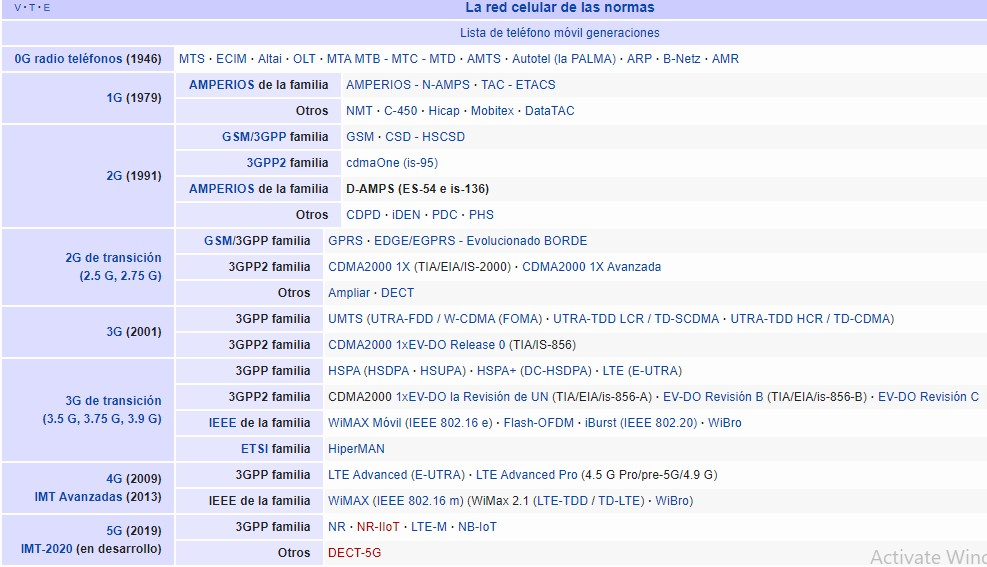 V · T · E
La red celular de las normas
Lista de teléfono móvil generaciones
0G radio teléfonos (1946)
MTS · ECIM · Altai · OLT · MTA MTB - MTC - MTD · AMTS · Autotel (la PALMA) · ARP · B-Netz · AMR
1G (1979)
AMPERIOS de la familia
AMPERIOS - N-AMPS · TAC - ETACS
Otros
NMT · C-450 · Hicap · Mobitex · DataTAC
2G (1991)
GSM/3GPP familia
GSM · CSD - HSCSD
3GPP2 familia
cdmaOne (is-95)
AMPERIOS de la familia
D-AMPS (ES-54 e is-136)
Otros
CDPD · iDEN · PDC · PHS
2G de transición
(2.5 G, 2.75 G)
GSM/3GPP familia
GPRS · EDGE/EGPRS - Evolucionado BORDE
3GPP2 familia
CDMA2000 1X (TIA/EIA/IS-2000) · CDMA2000 1X Avanzada
Otros
Ampliar · DECT
3G (2001)
3GPP familia
UMTS (UTRA-FDD / W-CDMA (FOMA) · UTRA-TDD LCR / TD-SCDMA · UTRA-TDD HCR / TD-CDMA)
3GPP2 familia
CDMA2000 1xEV-DO Release 0 (TIA/IS-856)
3G de transición
(3.5 G, 3.75 G, 3.9 G)
3GPP familia
HSPA (HSDPA · HSUPA) · HSPA+ (DC-HSDPA) · LTE (E-UTRA)
3GPP2 familia
CDMA2000 1xEV-DO la Revisión de UN (TIA/EIA/is-856-A) · EV-DO Revisión B (TIA/EIA/is-856-B) · EV-DO Revisión C
IEEE de la familia
WiMAX Móvil (IEEE 802.16 e) · Flash-OFDM · iBurst (IEEE 802.20) · WiBro
ETSI familia
HiperMAN
4G (2009)
IMT Avanzadas (2013)
3GPP familia
LTE Advanced (E-UTRA) · LTE Advanced Pro (4.5 G Pro/pre-5G/4.9 G)
IEEE de la familia
WiMAX (IEEE 802.16 m) (WiMax 2.1 (LTE-TDD / TD-LTE) · WiBro)
5G (2019)
IMT-2020 (en desarrollo)
3GPP familia
NR · NR-IIoT · LTE-M · NB-IoT
Otros
DECT-5G
Activate Winc